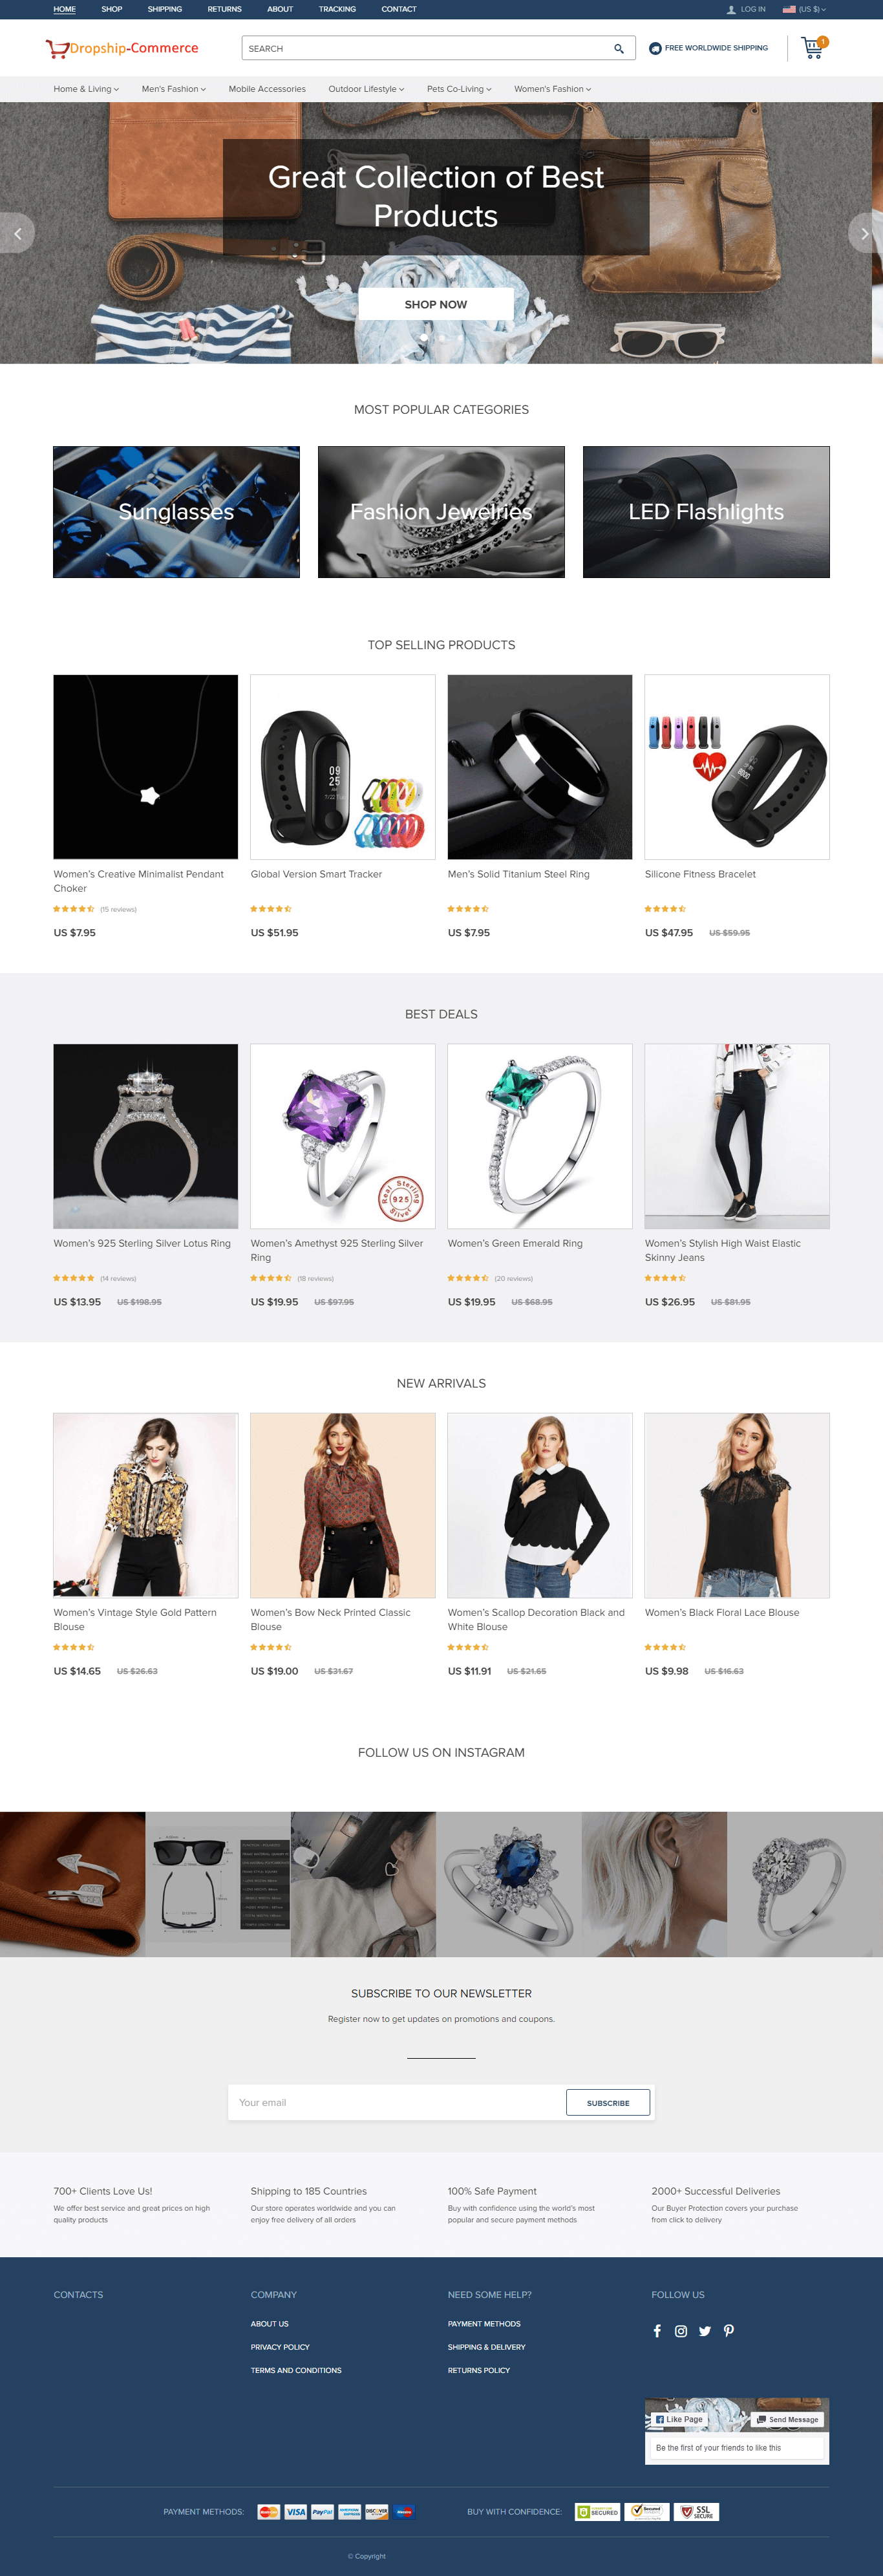 HOME SHOP SHIPPING RETURNS ABOUT TRACKING CONTACT LOG IN (US $)
Dropship-Commerce
SEARCH
FREE WORLDWIDE SHIPPING
1
Home & Living Men's Fashion Mobile Accessories Outdoor Lifestyle Pets Co-Living Women's Fashion
Great Collection of Best
Products
SHOP NOW
MOST POPULAR CATEGORIES
Sunglasses Fashion Jewelries LED Flashlights
TOP SELLING PRODUCTS
09
25
Women's Creative Minimalist Pendant
Choker
Global Version Smart Tracker
Men's Solid Titanium Steel Ring
Silicone Fitness Bracelet
(15 reviews)
US $7.95
US $51.95
US $7.95
US $47.95 US $59.95
BEST DEALS
Real Sterling
925
Silver
Women's 925 Sterling Silver Lotus Ring
Women's Amethyst 925 Sterling Silver
Ring
Women's Green Emerald Ring
Women's Stylish High Waist Elastic
Skinny Jeans
(14 reviews)
(18 reviews)
(20 reviews)
US $13.95 US $198.95
US $19.95 US $97.95
US $19.95 US $68.95
US $26.95 US $81.95
NEW ARRIVALS
Women's Vintage Style Gold Pattern
Blouse
Women's Bow Neck Printed Classic
Blouse
Women's Scallop Decoration Black and
White Blouse
Women's Black Floral Lace Blouse
US $14.65 US $26.63
US $19.00 US $31.67
US $11.91 US $21.65
US $9.98 US $16.63
FOLLOW US ON INSTAGRAM
SUBSCRIBE TO OUR NEWSLETTER
Register now to get updates on promotions and coupons.
Your email
SUBSCRIBE
700+ Clients Love Us!
We offer best service and great prices on high
quality products
Shipping to 185 Countries
Our store operates worldwide and you can
enjoy free delivery of all orders
100% Safe Payment
Buy with confidence using the world's most
popular and secure payment methods
2000+ Successful Deliveries
Our Buyer Protection covers your purchase
from click to delivery
CONTACTS
COMPANY
ABOUT US
PRIVACY POLICY
TERMS AND CONDITIONS
NEED SOME HELP?
PAYMENT METHODS
SHIPPING & DELIVERY
RETURNS POLICY
FOLLOW US
Like Page
Send Message
Be the first of your friends to like this
PAYMENT METHODS:
VISA
PayPal
DISCOVER
BUY WITH CONFIDENCE:
SECURED
Secured
SSL
SECURE
© Copyright